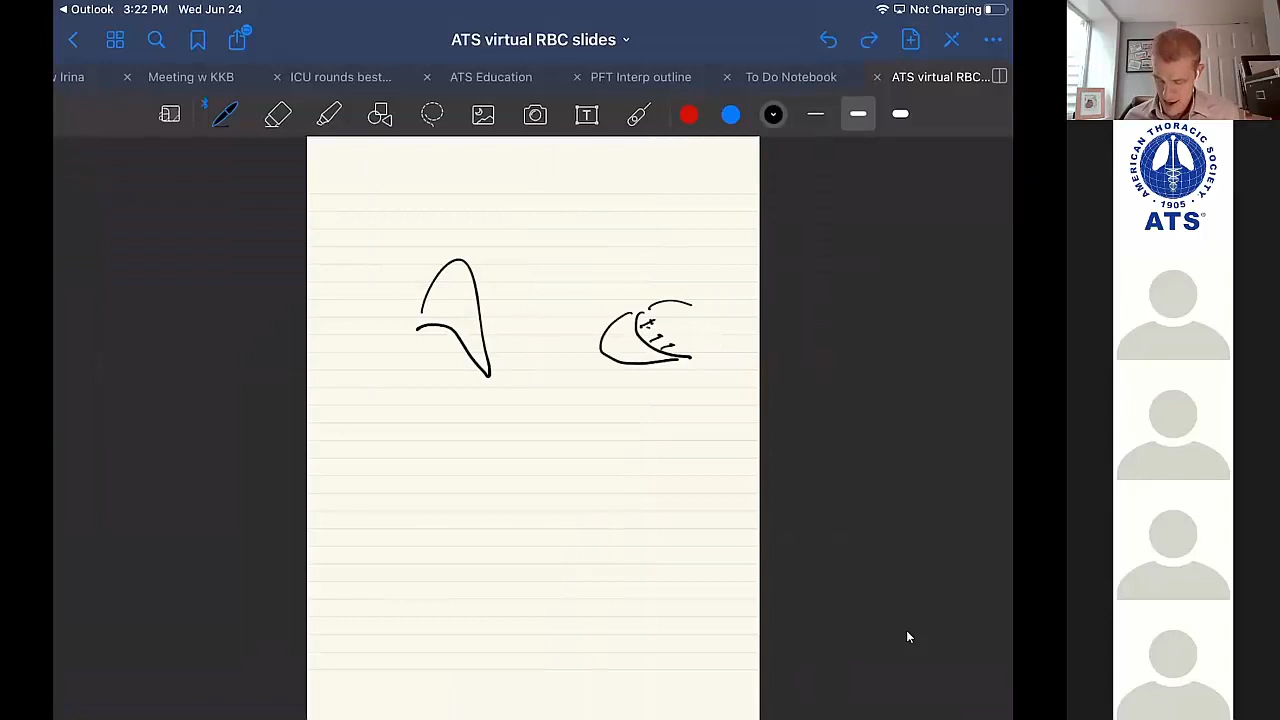 Outlook 3:22 PM Wed Jun 24
Not Charging
ATS virtual RBC slides
w Irina
Meeting w KKB
ICU rounds best...
ATS Education
PFT Interp outline
To Do Notebook
ATS virtual RBC...
T
AMERICAN THORACIC SOCIETY
1905
ATS